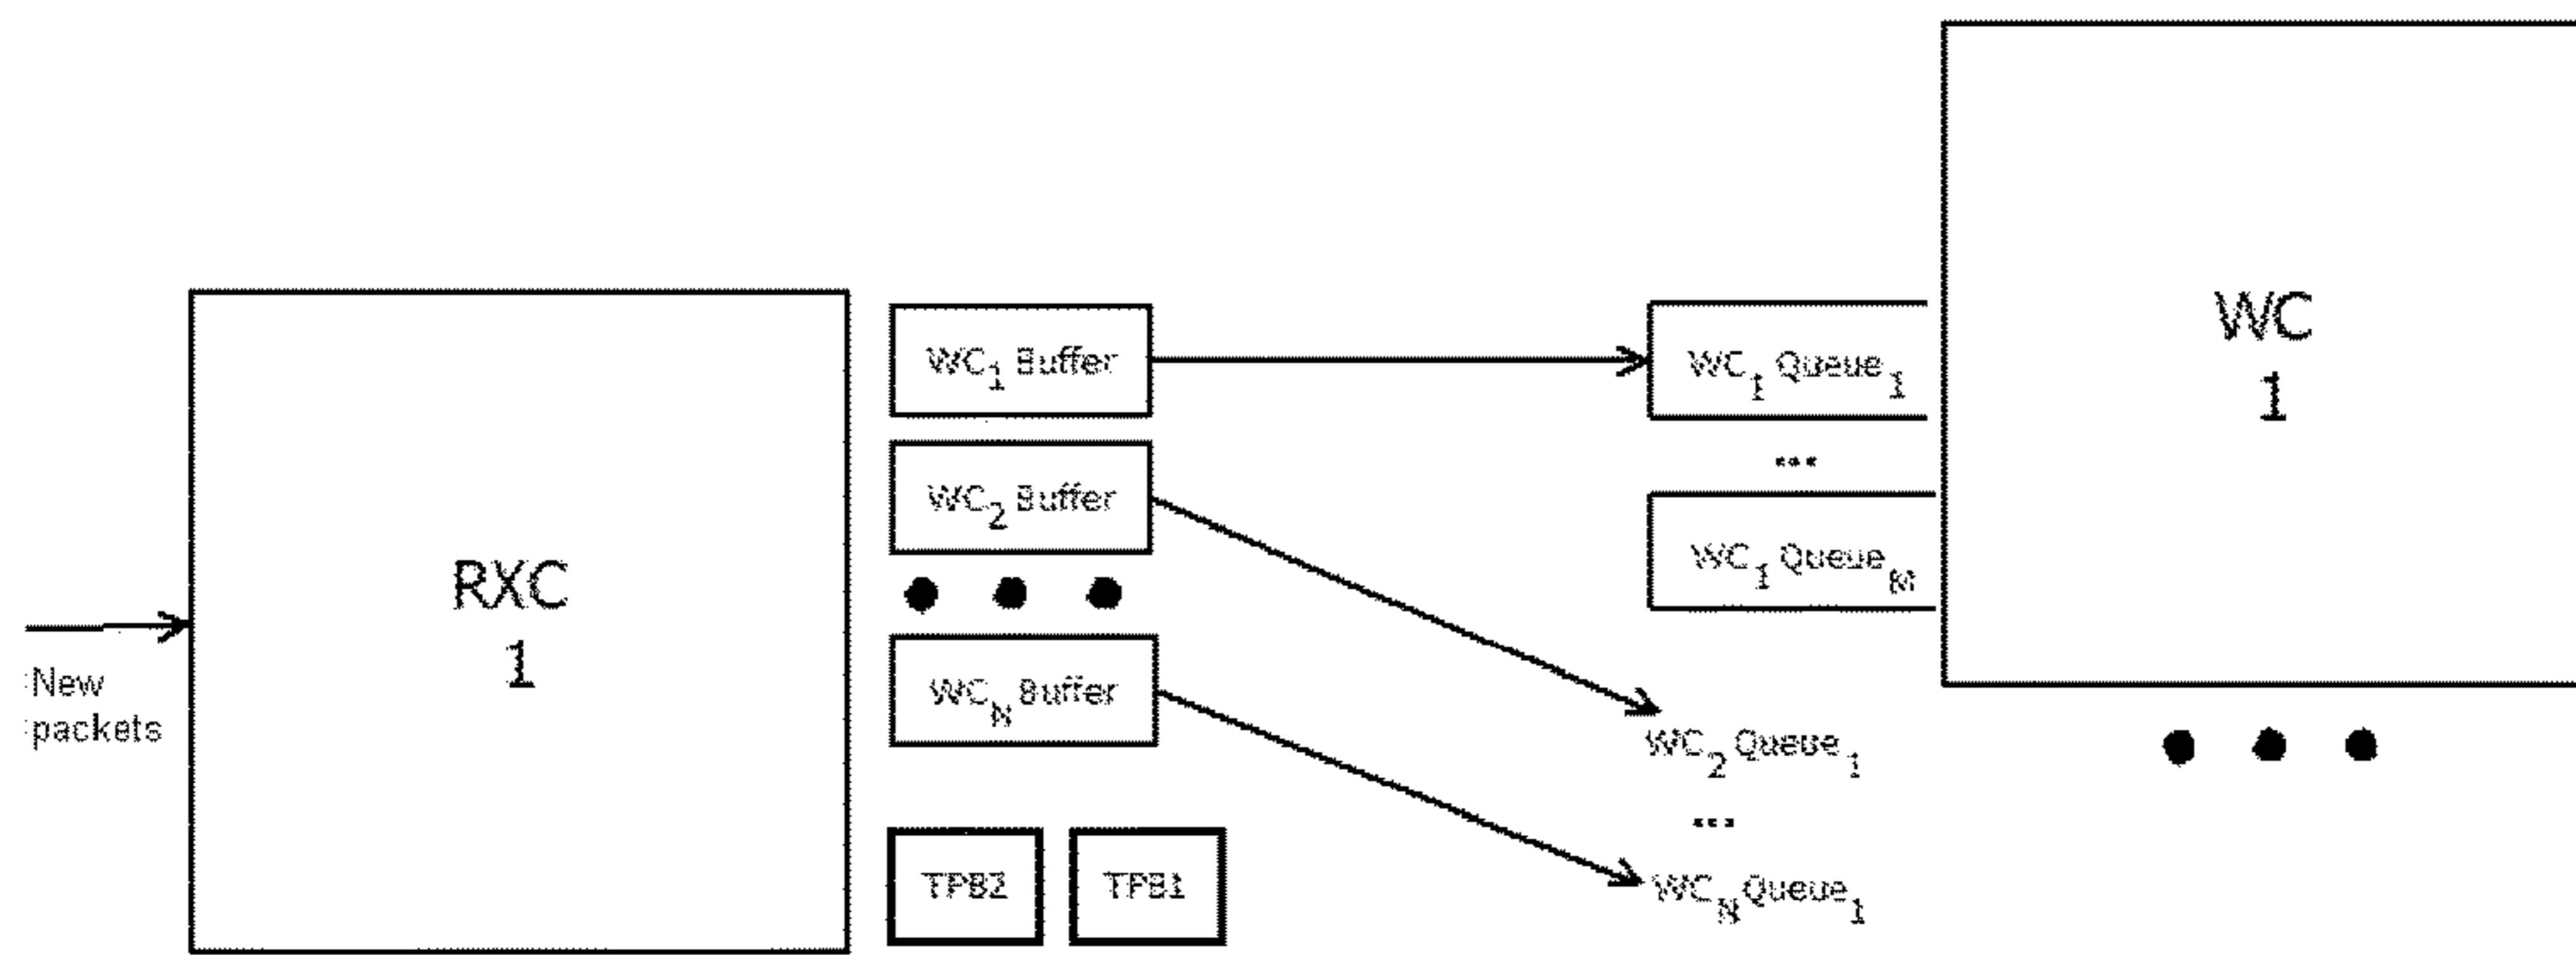 New
packets
RXC
1
WC1 Buffer
WC2 Buffer
WCN Buffer
TPB2
TPB1
WC1 Queue1
...
WC1 QueueM
WC2 Queue1
...
WCN Queue1
WC
1